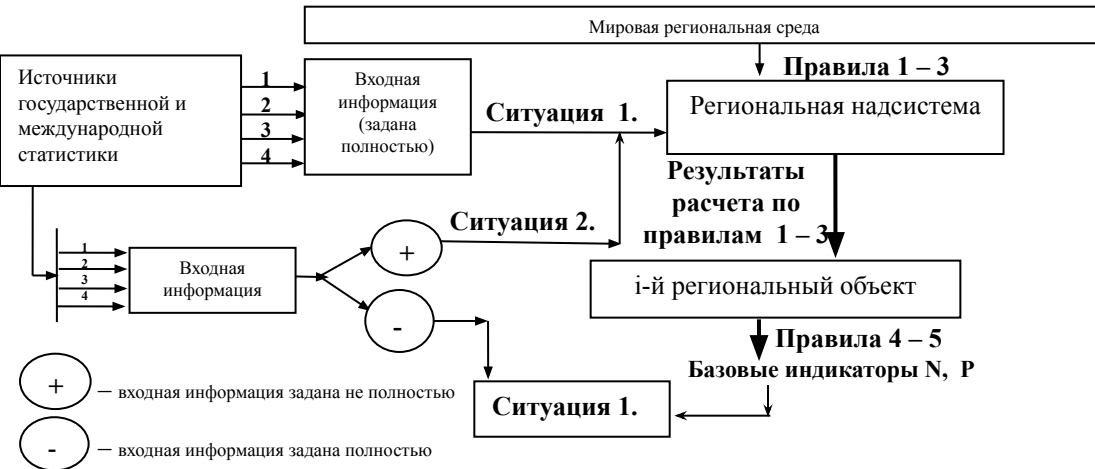 Мировая региональная среда
Источники
государственной и
международной
статистики
1
2
3
4
Входная
информация
(задана
полностью)
Ситуация 1.
Правила 1 – 3
Региональная надсистема
Результаты
расчета по
правилам 1 – 3
Ситуация 2.
1
2
3
4
Входная
информация
+
-
i-й региональный объект
Правила 4 – 5
Базовые индикаторы N, P
Ситуация 1.
+ – входная информация задана не полностью
- – входная информация задана полностью